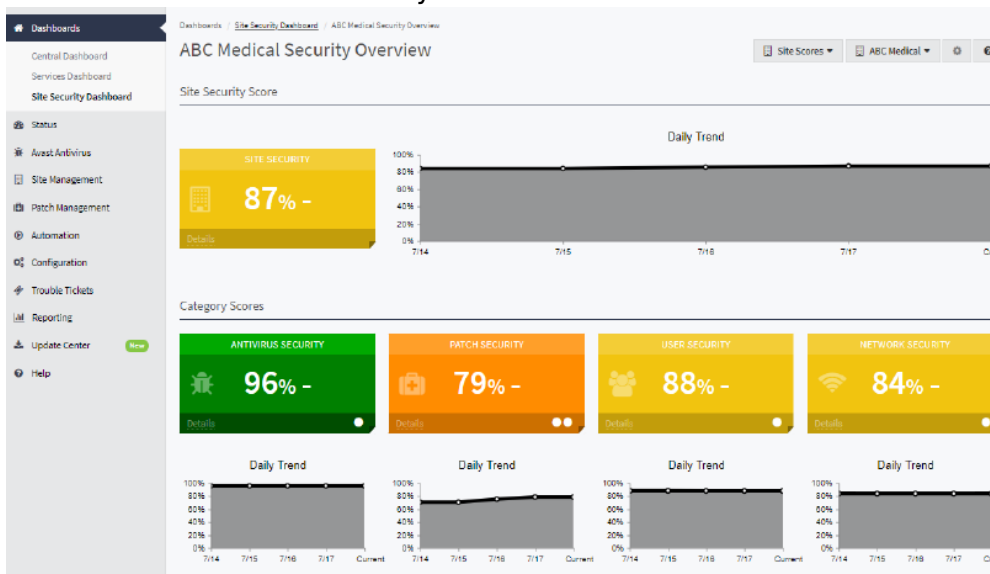 Dashboards
Central Dashboard
Services Dashboard
Site Security Dashboard
Status
Avast Antivirus
Site Management
Patch Management
Automation
Configuration
Trouble Tickets
Reporting
Update Center New
Help
Dashboards / Site Security Dashboard / ABC Medical Security Overview
ABC Medical Security Overview
Site Scores ABC Medical
Site Security Score
SITE SECURITY
87% –
Details
Daily Trend
100%
80%
60%
40%
20%
0%
7/14 7/15 7/16 7/17 C
Category Scores
ANTIVIRUS SECURITY
96% –
Details
PATCH SECURITY
79% –
Details
USER SECURITY
88% –
Details
NETWORK SECURITY
84% –
Details
Daily Trend
100%
80%
60%
40%
20%
0%
7/14 7/15 7/16 7/17 Current
Daily Trend
100%
80%
60%
40%
20%
0%
7/14 7/15 7/16 7/17 Current
Daily Trend
100%
80%
60%
40%
20%
0%
7/14 7/15 7/16 7/17 Current
Daily Trend
100%
80%
60%
40%
20%
0%
7/14 7/15 7/16 7/17 C